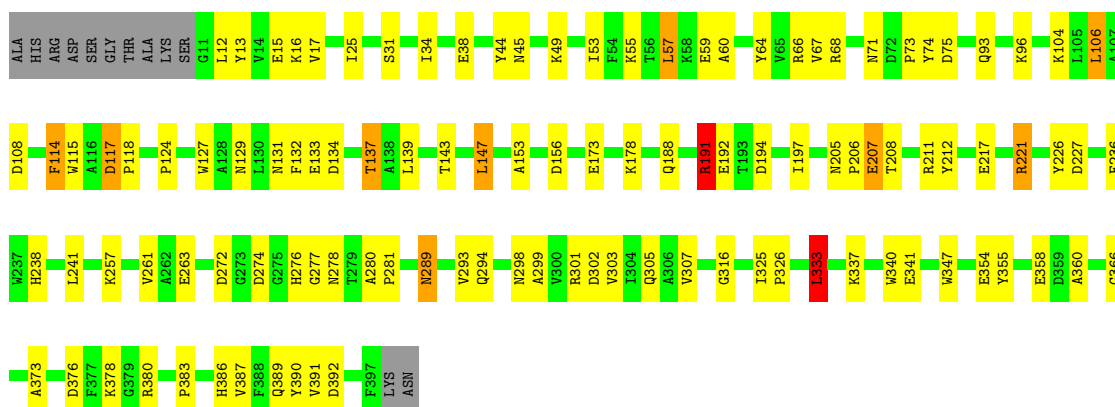 ALA HIS ARG ASP SER GLY THR ALA LYS SER G11 L12 Y13 V14 E15 K16 V17 I25 S31 I34 E38 Y44 N45 K49 I53 F54 K55 T56 L57 K58 E59 A60 Y64 V65 R66 V67 R68 N71 D72 P73 Y74 D75 Q93 K96 K104 L105 L106 A107
D108 F114 W115 A116 D117 P118 P124 W127 A128 N129 L130 N131 F132 E133 D134 T137 A138 L139 T143 L147 A153 D156 E173 K178 Q188 R191 E192 T193 D194 I197 N205 P206 E207 T208 R211 Y212 E217 R221 Y226 D227
W237 H238 L241 K257 V261 A262 E263 D272 G273 D274 G275 H276 G277 N278 T279 A280 P281 N289 V293 Q294 N298 A299 V300 R301 D302 V303 I304 Q305 A306 V307 G316 I325 P326 L333 K337 W340 E341 W347 E354 Y355 E358 D359 A360
A373 D376 F377 K378 G379 R380 P383 H386 V387 F388 Q389 Y390 V391 D392 F397 LYS ASN